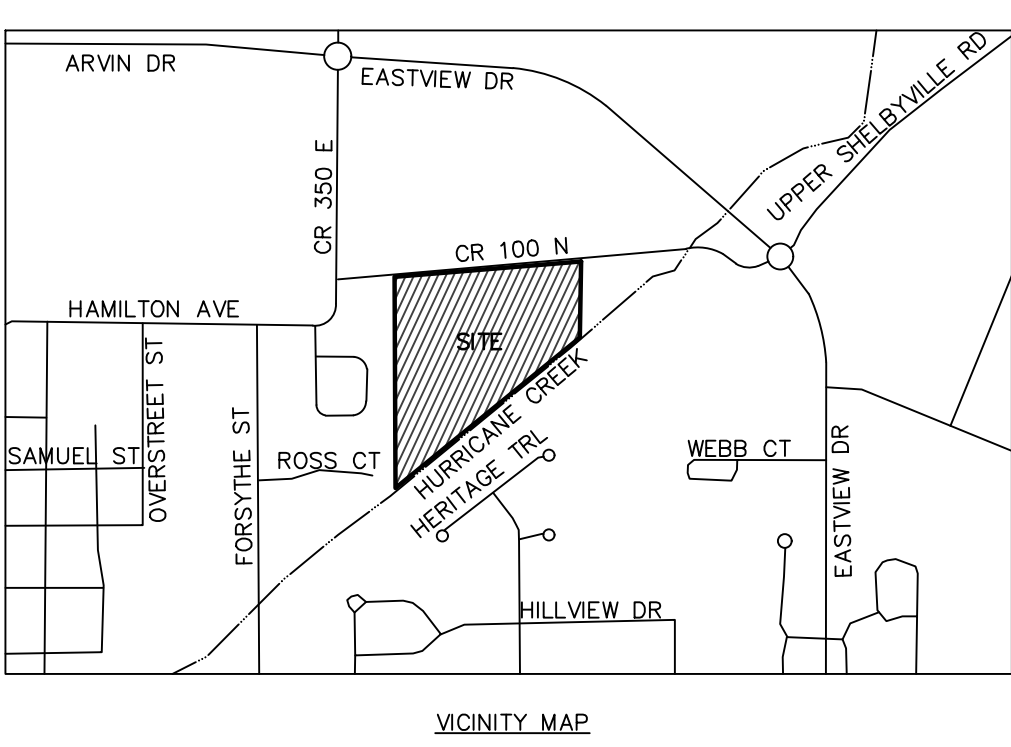 ARVIN DR
EASTVIEW DR
UPPER SHELBYVILLE RD
CR 350 E
CR 100 N
HAMILTON AVE
SITE
OVERSTREET ST
HURRICANE CREEK
FORSYTHE ST
SAMUEL ST
ROSS CT
HERITAGE TRL
WEBB CT
EASTVIEW DR
HILLVIEW DR
VICINITY MAP